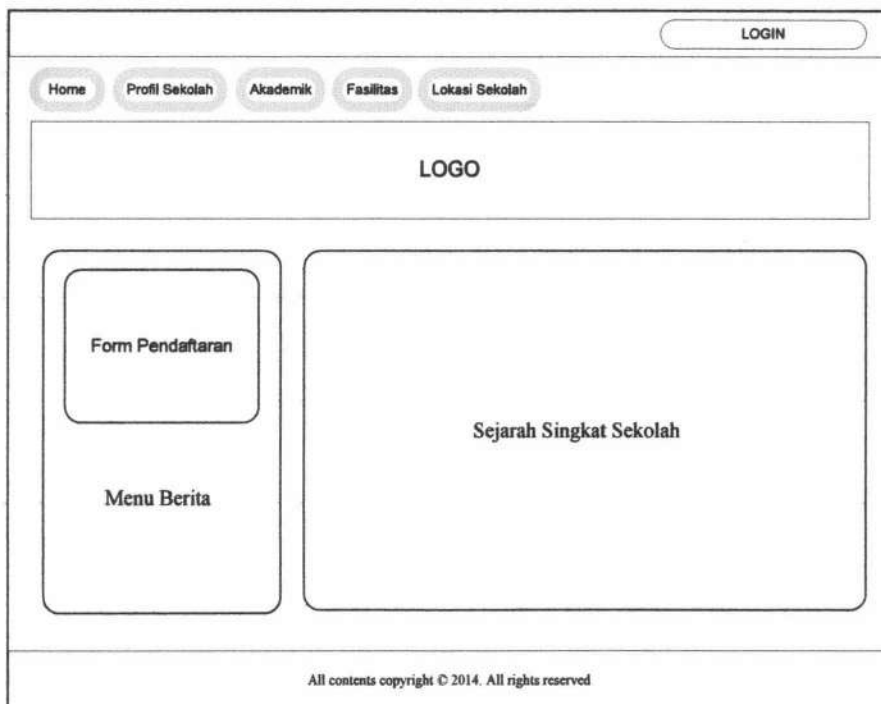 LOGIN
Home
Profil Sekolah
Akademik
Fasilitas
Lokasi Sekolah
LOGO
Form Pendaftaran
Sejarah Singkat Sekolah
Menu Berita
All contents copyright © 2014. All rights reserved